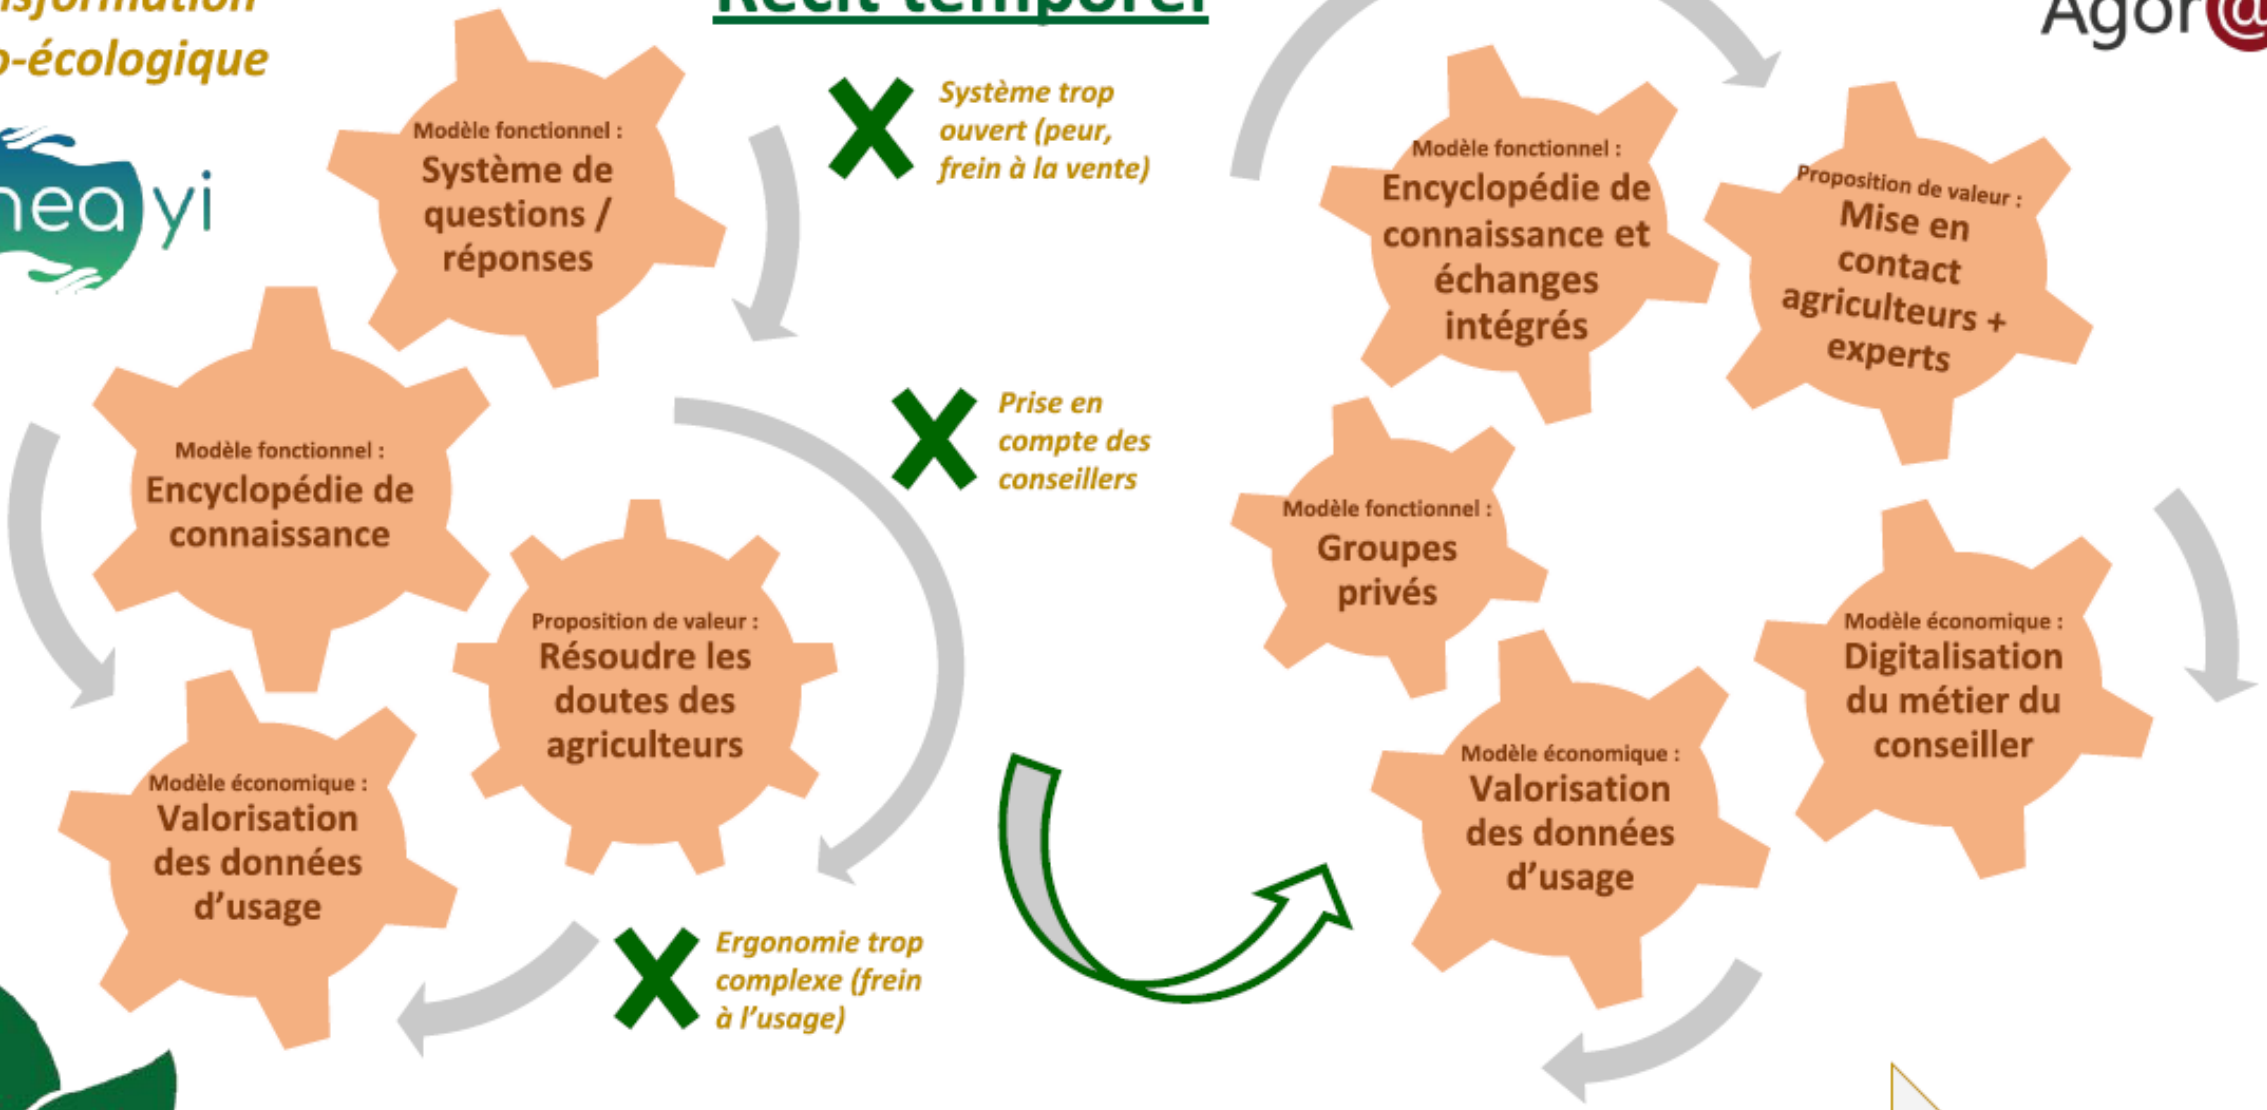 Récit temporel
écologique
Agor@
neayi
Modèle fonctionnel :
Système de
questions /
réponses
Modèle fonctionnel :
Encyclopédie de
connaissance
Proposition de valeur :
Résoudre les
doutes des
agriculteurs
Modèle économique :
Valorisation
des données
d’usage
Système trop
ouvert (peur,
frein à la vente)
Prise en
compte des
conseillers
Ergonomie trop
complexe (frein
à l’usage)
Modèle fonctionnel :
Encyclopédie de
connaissance et
échanges
intégrés
Proposition de valeur :
Mise en
contact
agriculteurs +
experts
Modèle fonctionnel :
Groupes
privés
Modèle économique :
Digitalisation
du métier du
conseiller
Modèle économique :
Valorisation
des données
d’usage